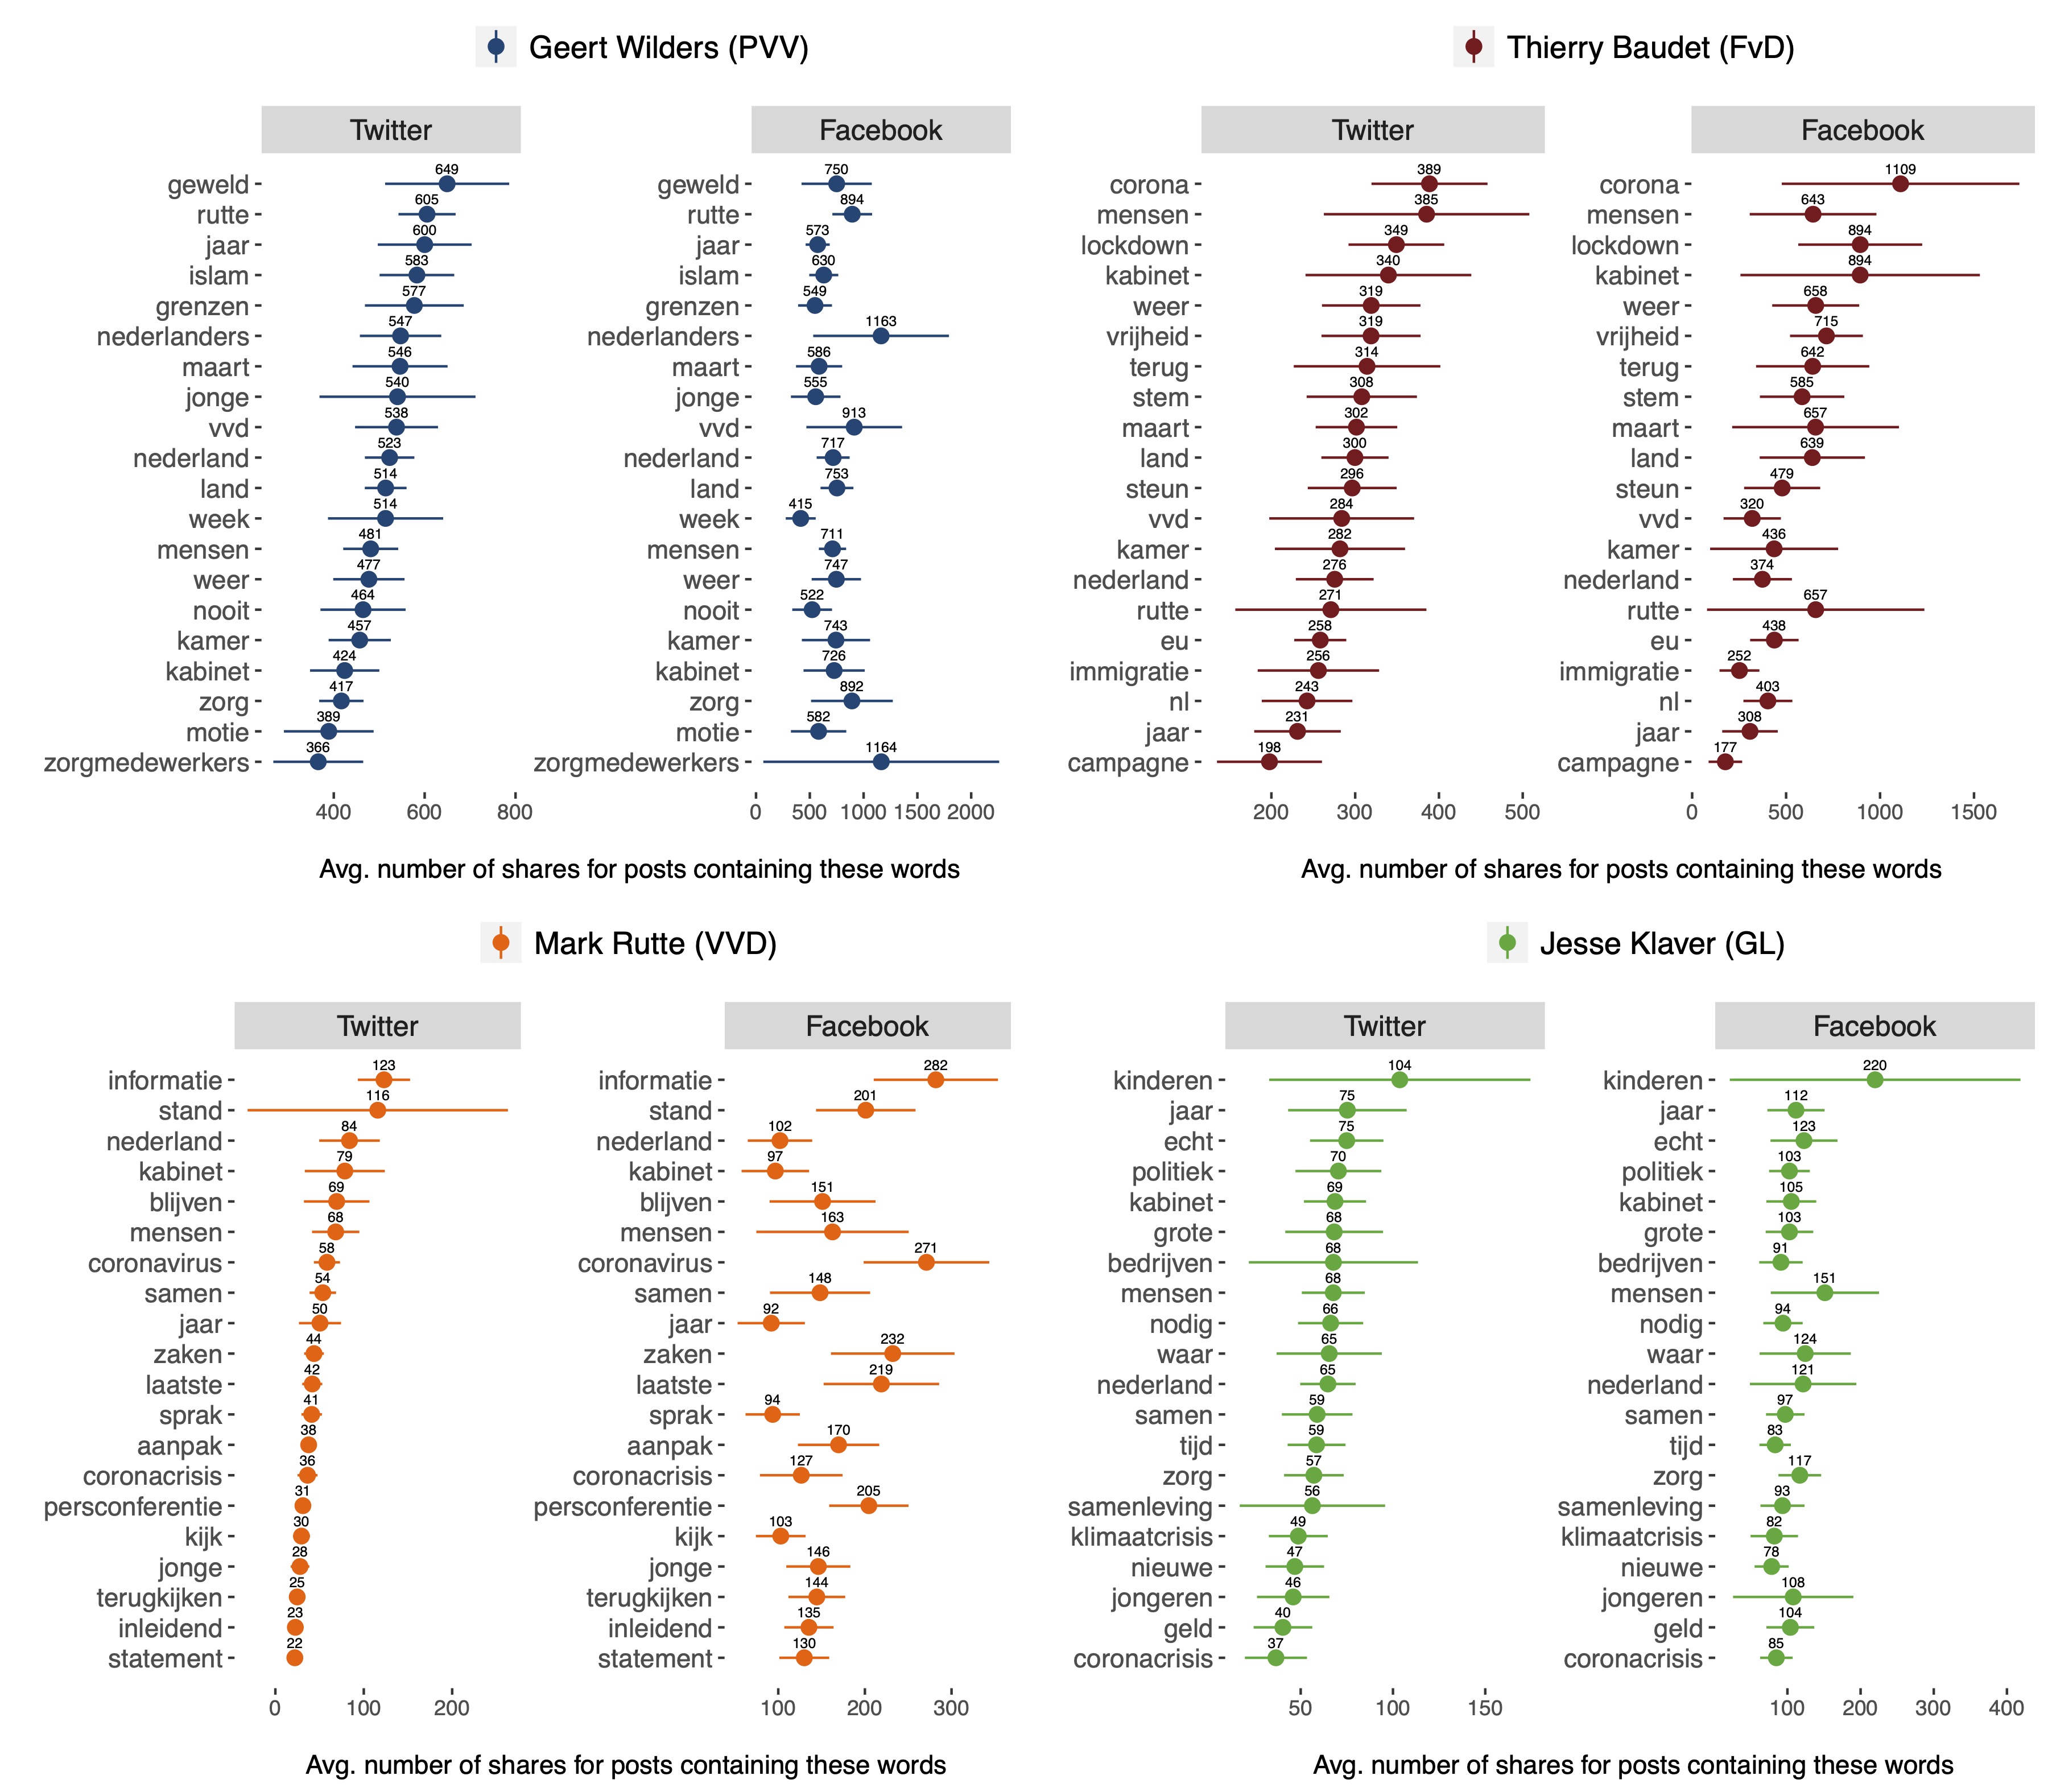 Geert Wilders (PVV)
Twitter
Facebook
geweld 649
rutte 605
jaar 600
islam 583
grenzen 577
nederlanders 547
maart 546
jonge 540
vvd 538
nederland 523
land 514
week 514
mensen 481
weer 477
nooit 464
kamer 457
kabinet 424
zorg 417
motie 389
zorgmedewerkers 366
400 600 800
geweld 750
rutte 894
jaar 573
islam 630
grenzen 549
nederlanders 1163
maart 586
jonge 555
vvd 913
nederland 717
land 753
week 415
mensen 711
weer 747
nooit 522
kamer 743
kabinet 726
zorg 892
motie 582
zorgmedewerkers 1164
0 500 1000 1500 2000
Avg. number of shares for posts containing these words
Thierry Baudet (FvD)
Twitter
Facebook
corona 389
mensen 385
lockdown 349
kabinet 340
weer 319
vrijheid 319
terug 314
stem 308
maart 302
land 300
steun 296
vvd 284
kamer 282
nederland 276
rutte 271
eu 258
immigratie 256
nl 243
jaar 231
campagne 198
200 300 400 500
corona 1109
mensen 643
lockdown 894
kabinet 894
weer 658
vrijheid 715
terug 642
stem 585
maart 657
land 639
steun 479
vvd 320
kamer 436
nederland 374
rutte 657
eu 438
immigratie 252
nl 403
jaar 308
campagne 177
0 500 1000 1500
Avg. number of shares for posts containing these words
Mark Rutte (VVD)
Twitter
Facebook
informatie 123
stand 116
nederland 84
kabinet 79
blijven 69
mensen 68
coronavirus 58
samen 54
jaar 50
zaken 44
laatste 42
sprak 41
aanpak 38
coronacrisis 36
persconferentie 31
kijk 30
jonge 28
terugkijken 25
inleidend 23
statement 22
0 100 200
informatie 282
stand 201
nederland 102
kabinet 97
blijven 151
mensen 163
coronavirus 271
samen 148
jaar 92
zaken 232
laatste 219
sprak 94
aanpak 170
coronacrisis 127
persconferentie 205
kijk 103
jonge 146
terugkijken 144
inleidend 135
statement 130
100 200 300
Avg. number of shares for posts containing these words
Jesse Klaver (GL)
Twitter
Facebook
kinderen 104
jaar 75
echt 75
politiek 70
kabinet 69
grote 68
bedrijven 68
mensen 68
nodig 66
waar 65
nederland 65
samen 59
tijd 59
zorg 57
samenleving 56
klimaatcrisis 49
nieuwe 47
jongeren 46
geld 40
coronacrisis 37
50 100 150
kinderen 220
jaar 112
echt 123
politiek 103
kabinet 105
grote 103
bedrijven 91
mensen 151
nodig 94
waar 124
nederland 121
samen 97
tijd 83
zorg 117
samenleving 93
klimaatcrisis 82
nieuwe 78
jongeren 108
geld 104
coronacrisis 85
100 200 300 400
Avg. number of shares for posts containing these words